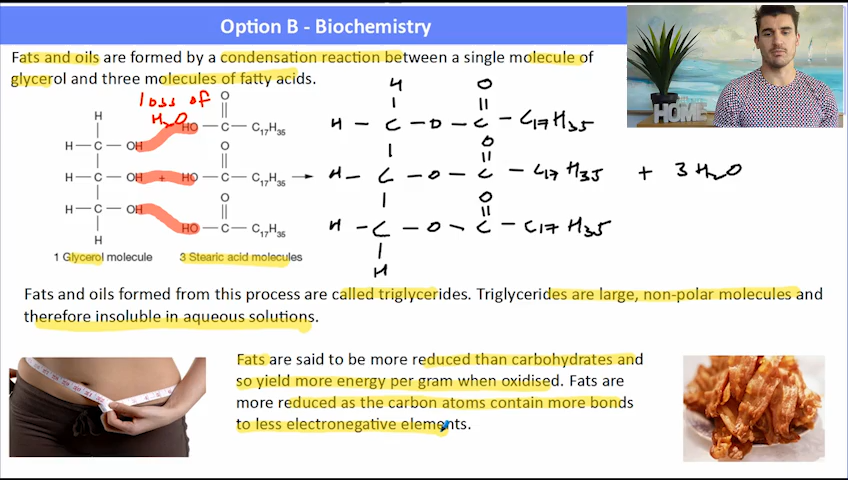 Option B - Biochemistry
Fats and oils are formed by a condensation reaction between a single molecule of
glycerol and three molecules of fatty acids.
loss of
H₂O
H
H—C—OH
H—C—OH
H—C—OH
H
+
O
HO—C—C₁₇H₃₅
O
HO—C—C₁₇H₃₅
O
HO—C—C₁₇H₃₅
1 Glycerol molecule
3 Stearic acid molecules
H O
H - C - O - C - C17H35
O
H - C - O - C - C17H35 + 3H₂O
O
H - C - O - C - C17H35
H
HOME
Fats and oils formed from this process are called triglycerides. Triglycerides are large, non-polar molecules and
therefore insoluble in aqueous solutions.
Fats are said to be more reduced than carbohydrates and
so yield more energy per gram when oxidised. Fats are
more reduced as the carbon atoms contain more bonds
to less electronegative elements.